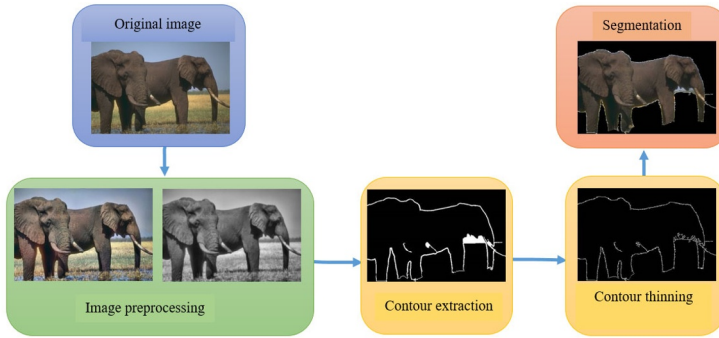 Original image
Segmentation
Image preprocessing
Contour extraction
Contour thinning